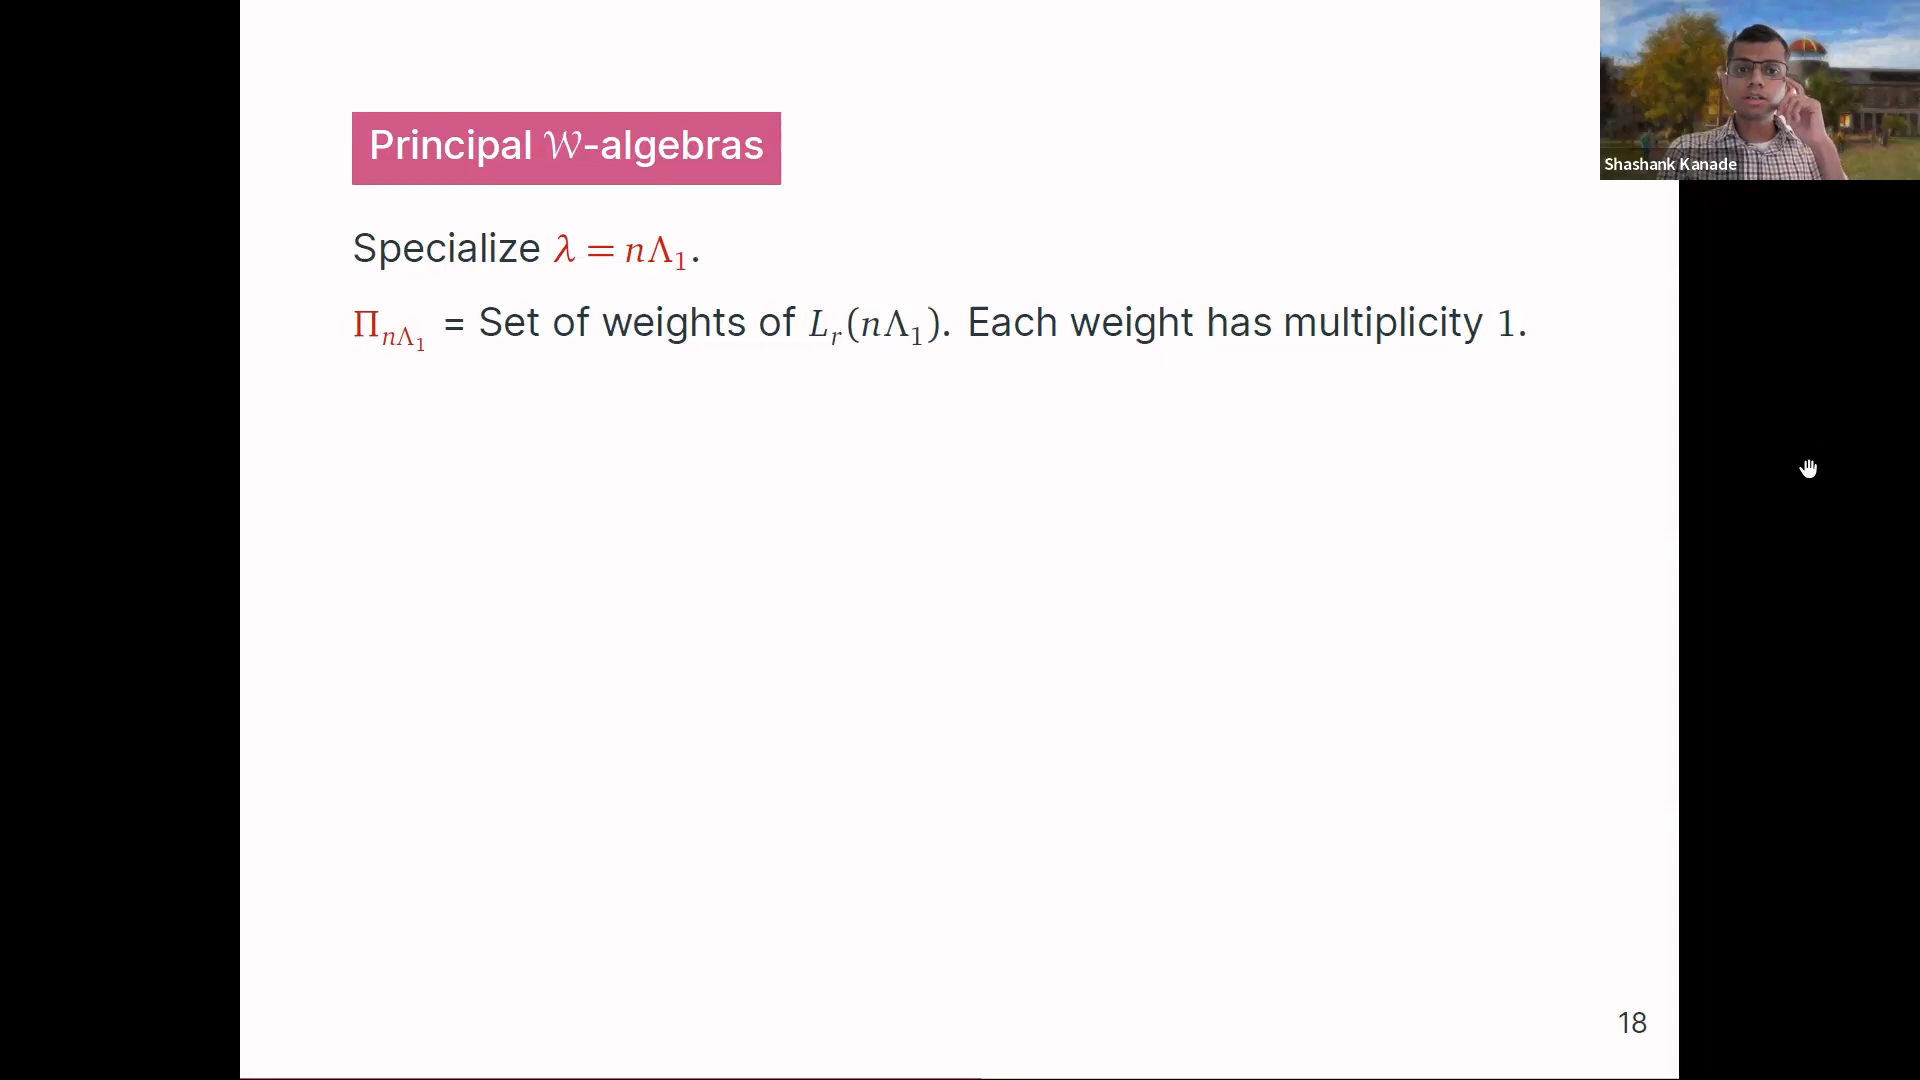 Principal 𝒲-algebras
Shashank Kanade
Specialize λ = nΛ₁.
Π_{nΛ₁} = Set of weights of L_r(nΛ₁). Each weight has multiplicity 1.
18